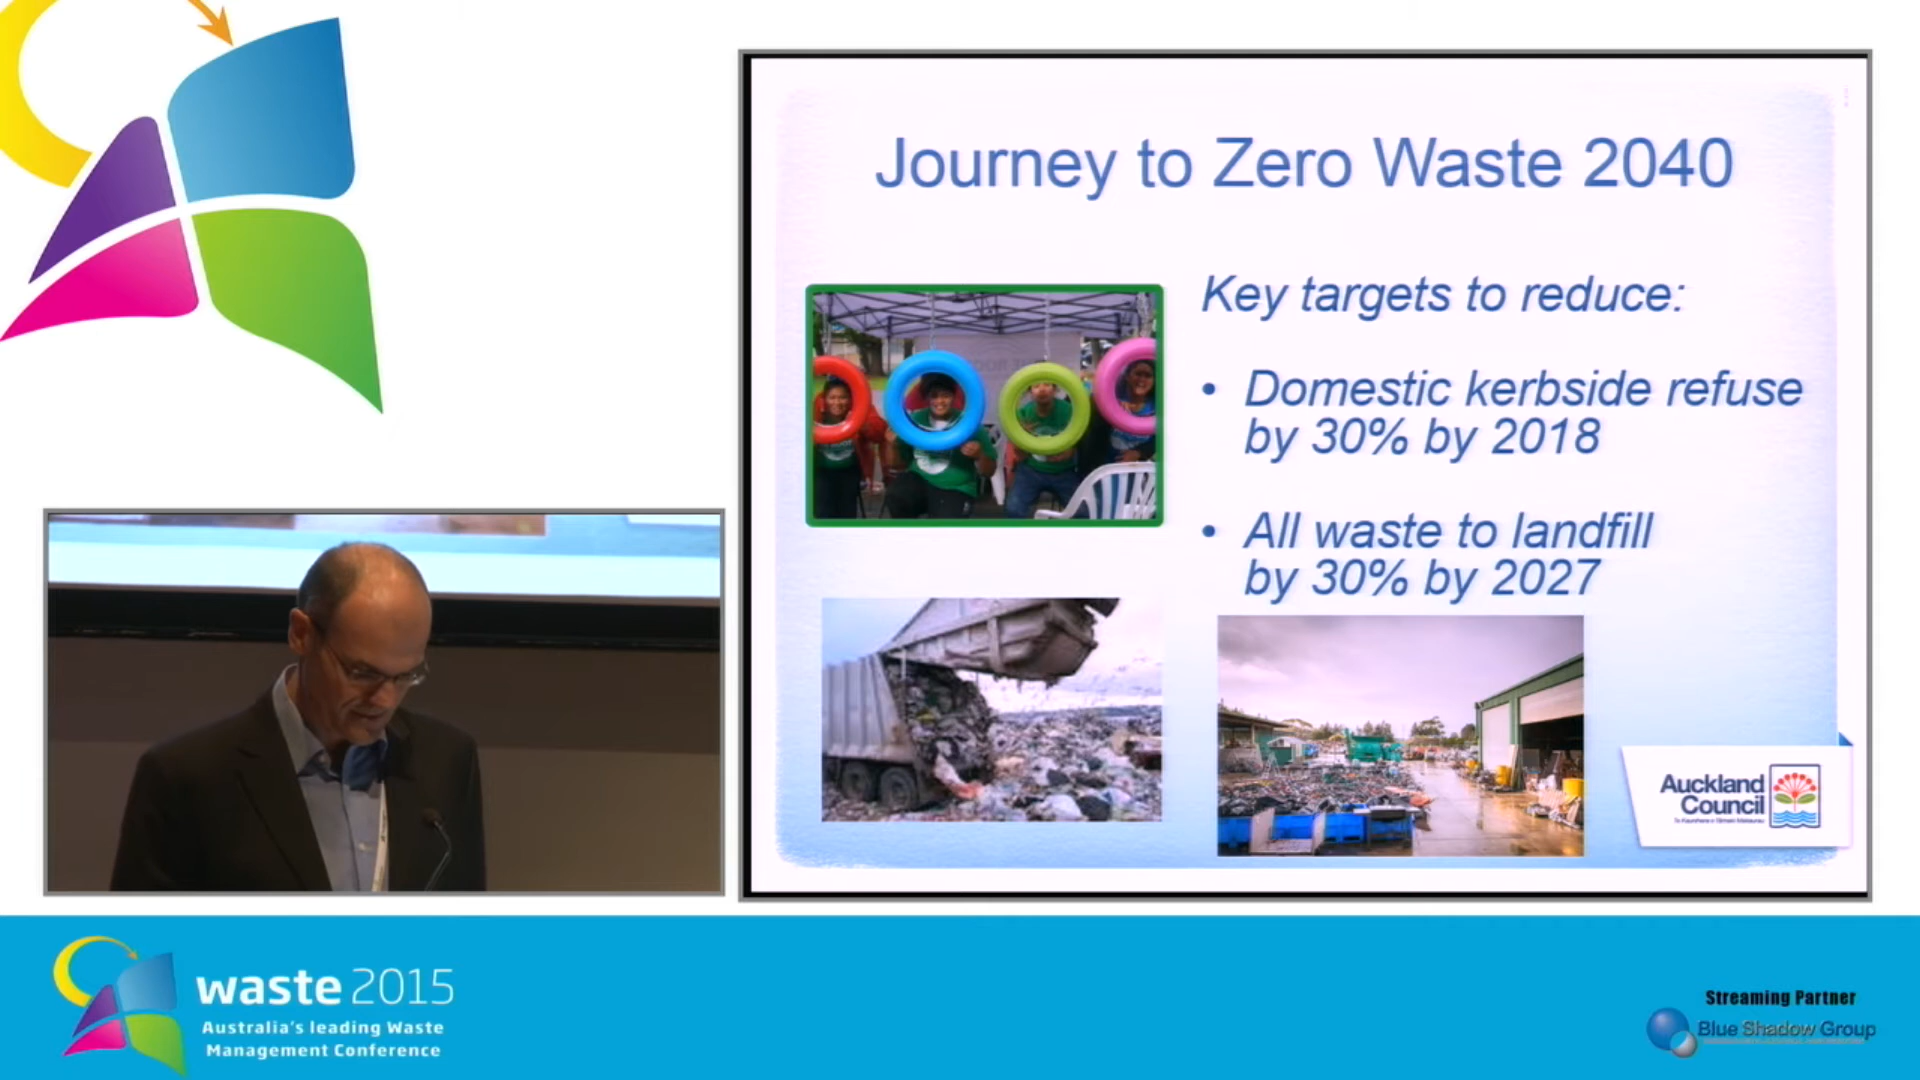 Journey to Zero Waste 2040
Key targets to reduce:
• Domestic kerbside refuse
by 30% by 2018
• All waste to landfill
by 30% by 2027
Auckland
Council
waste 2015
Australia's leading Waste
Management Conference
Streaming Partner
Blue Shadow Group